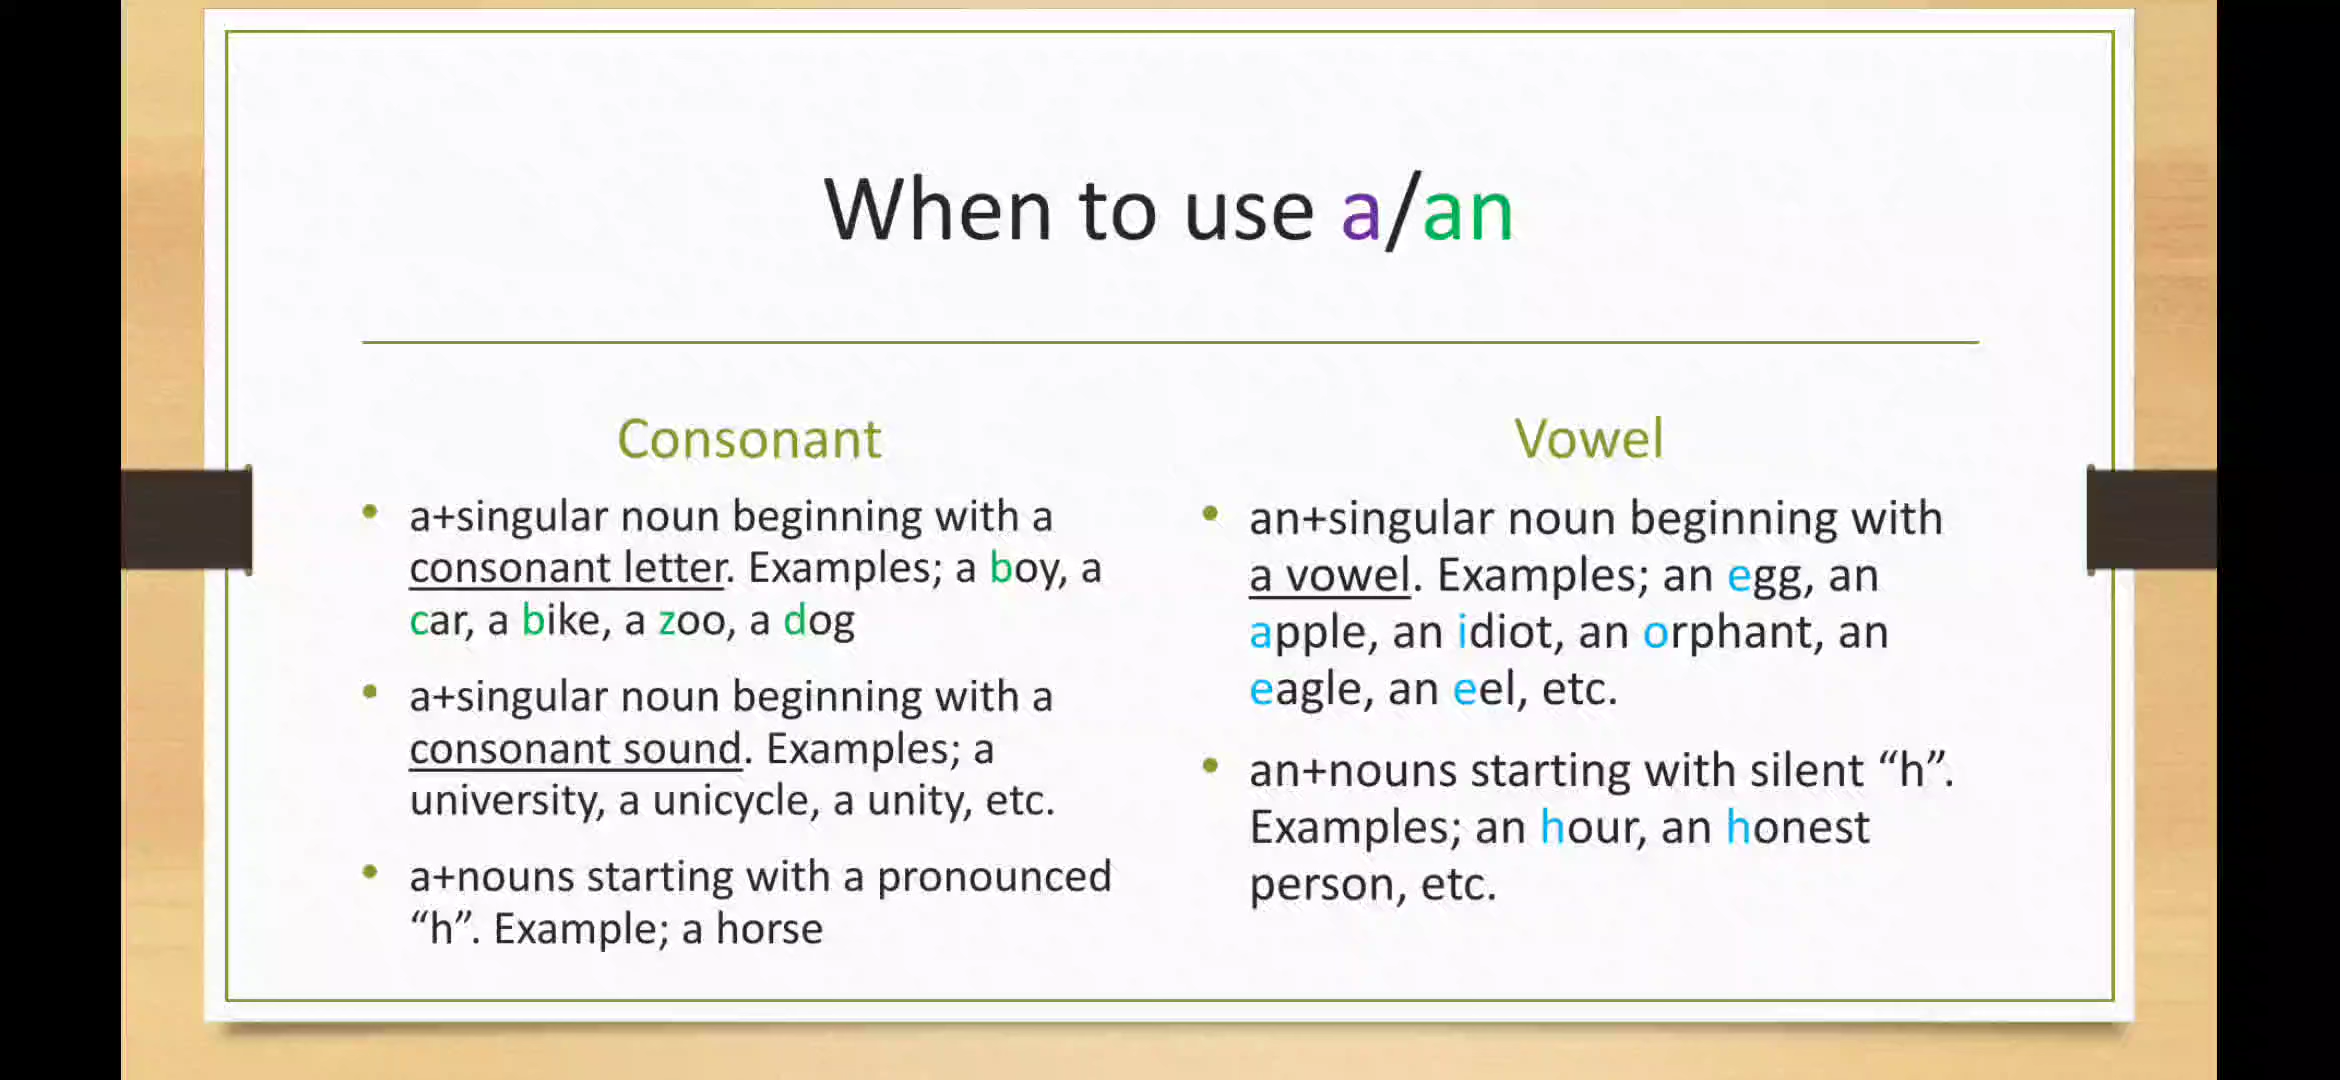 When to use a/an
Consonant
a+singular noun beginning with a
consonant letter. Examples; a boy, a
car, a bike, a zoo, a dog
a+singular noun beginning with a
consonant sound. Examples; a
university, a unicycle, a unity, etc.
a+nouns starting with a pronounced
“h”. Example; a horse
Vowel
an+singular noun beginning with
a vowel. Examples; an egg, an
apple, an idiot, an orphant, an
eagle, an eel, etc.
an+nouns starting with silent “h”.
Examples; an hour, an honest
person, etc.